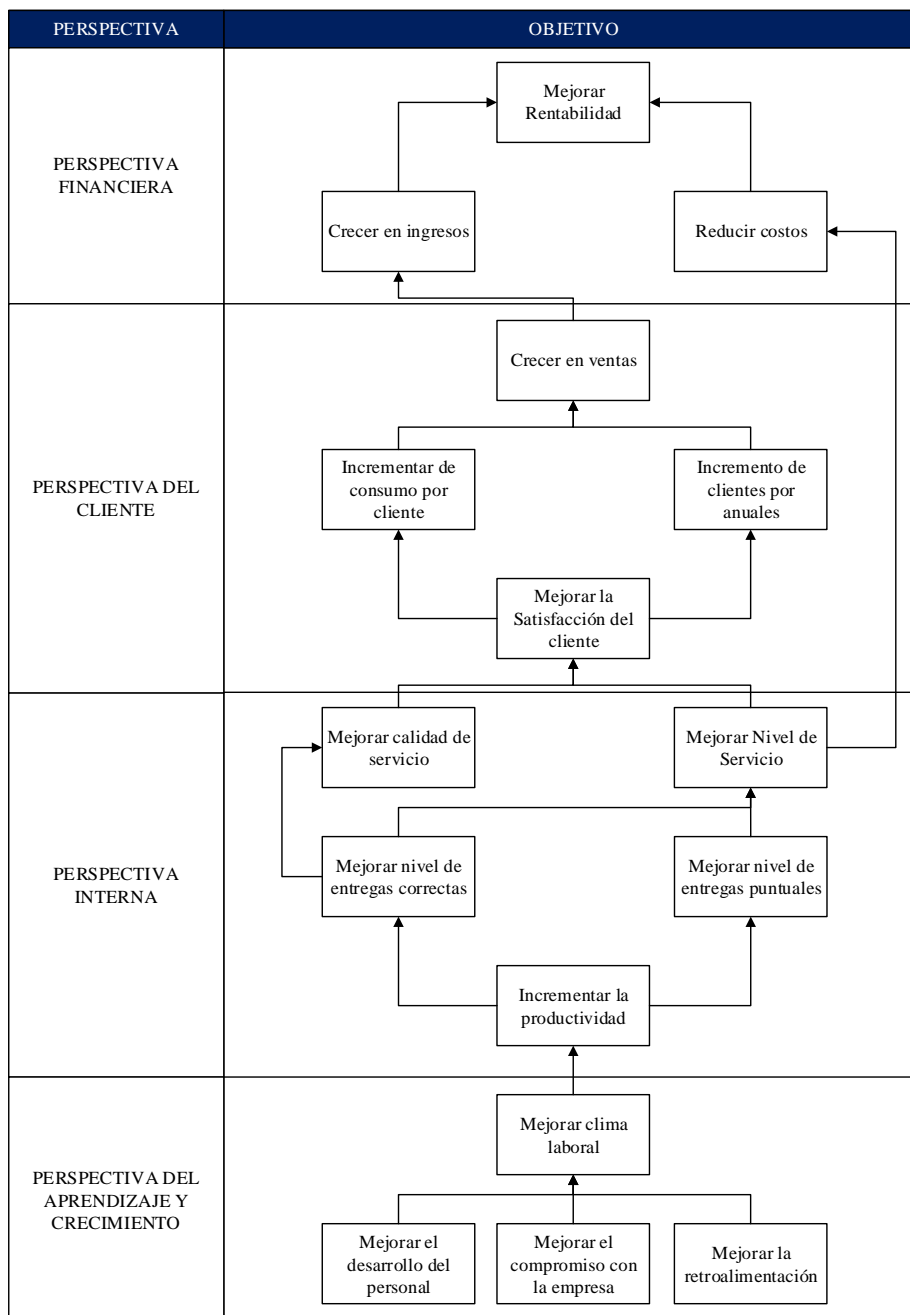 PERSPECTIVA
OBJETIVO
PERSPECTIVA
FINANCIERA
Mejorar
Rentabilidad
Crecer en ingresos
Reducir costos
PERSPECTIVA DEL
CLIENTE
Crecer en ventas
Incrementar de
consumo por
cliente
Incremento de
clientes por
anuales
Mejorar la
Satisfacción del
cliente
PERSPECTIVA
INTERNA
Mejorar calidad de
servicio
Mejorar Nivel de
Servicio
Mejorar nivel de
entregas correctas
Mejorar nivel de
entregas puntuales
Incrementar la
productividad
PERSPECTIVA DEL
APRENDIZAJE Y
CRECIMIENTO
Mejorar clima
laboral
Mejorar el
desarrollo del
personal
Mejorar el
compromiso con
la empresa
Mejorar la
retroalimentación